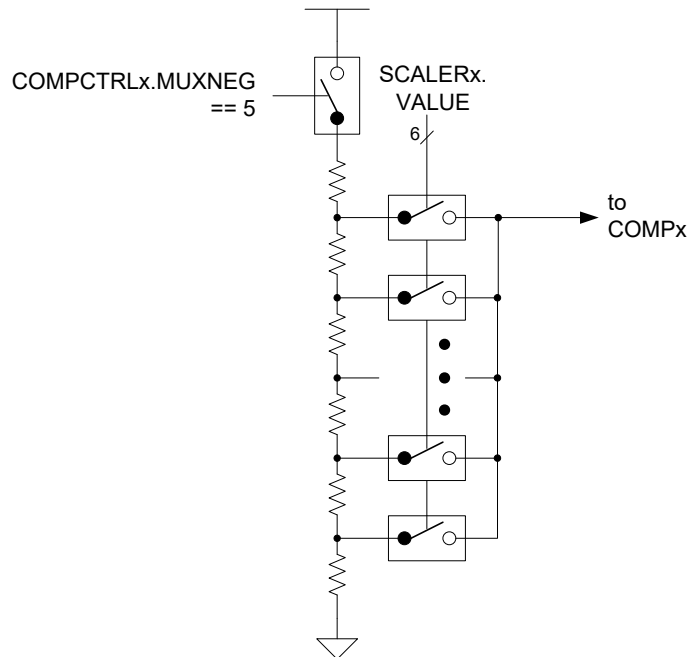 COMPCTRLx.MUXNEG
== 5
SCALERx.
VALUE
6
to
COMPx